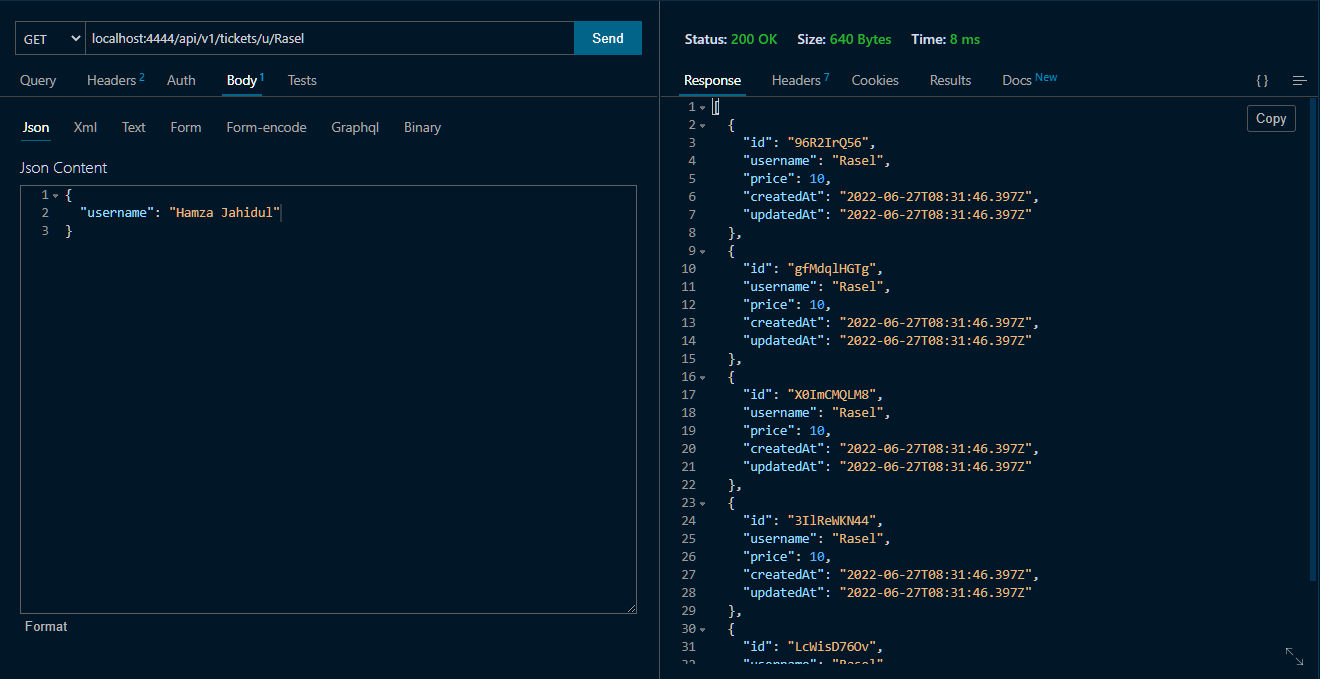 GET localhost:4444/api/v1/tickets/u/Rasel Send
Query Headers 2 Auth Body 1 Tests
Json Xml Text Form Form-encode Graphql Binary
Json Content
1 {
2 "username": "Hamza Jahidul"
3 }
Format
Status: 200 OK Size: 640 Bytes Time: 8 ms
Response Headers 7 Cookies Results Docs New {}
Copy
1 [
2 {
3 "id": "96R2IrQ56",
4 "username": "Rasel",
5 "price": 10,
6 "createdAt": "2022-06-27T08:31:46.397Z",
7 "updatedAt": "2022-06-27T08:31:46.397Z"
8 },
9 {
10 "id": "gfMdqlHGTg",
11 "username": "Rasel",
12 "price": 10,
13 "createdAt": "2022-06-27T08:31:46.397Z",
14 "updatedAt": "2022-06-27T08:31:46.397Z"
15 },
16 {
17 "id": "X0ImCMQLM8",
18 "username": "Rasel",
19 "price": 10,
20 "createdAt": "2022-06-27T08:31:46.397Z",
21 "updatedAt": "2022-06-27T08:31:46.397Z"
22 },
23 {
24 "id": "3IlReWKN44",
25 "username": "Rasel",
26 "price": 10,
27 "createdAt": "2022-06-27T08:31:46.397Z",
28 "updatedAt": "2022-06-27T08:31:46.397Z"
29 },
30 {
31 "id": "LcWisD76Ov",
32 "username": "Rasel"